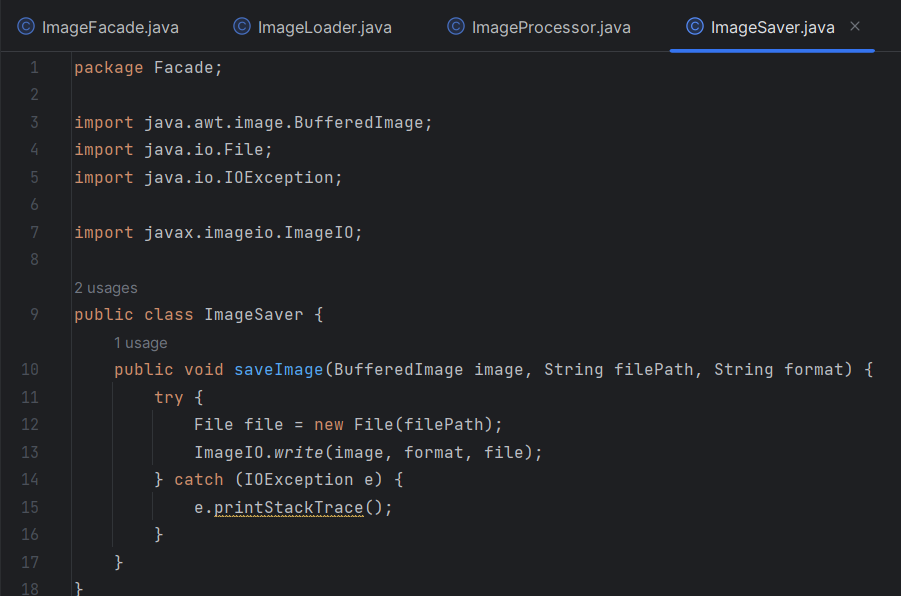 ImageFacade.java ImageLoader.java ImageProcessor.java ImageSaver.java ×
1 package Facade;
2
3 import java.awt.image.BufferedImage;
4 import java.io.File;
5 import java.io.IOException;
6
7 import javax.imageio.ImageIO;
8
2 usages
9 public class ImageSaver {
1 usage
10 public void saveImage(BufferedImage image, String filePath, String format) {
11 try {
12 File file = new File(filePath);
13 ImageIO.write(image, format, file);
14 } catch (IOException e) {
15 e.printStackTrace();
16 }
17 }
18 }